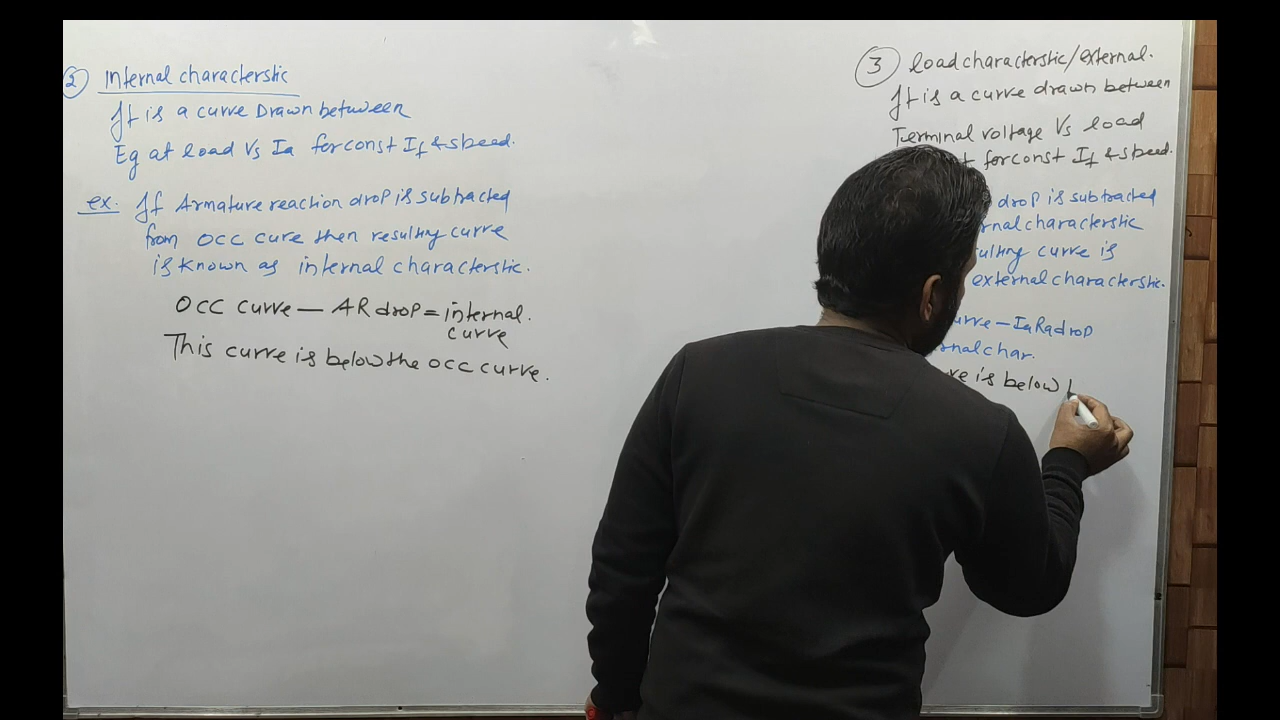 ② Internal characterstic
It is a curve Drawn between
Eg at load Vs Ia for const If & speed.
ex. If Armature reaction drop is subtracted
from OCC cure then resulting curve
is known as internal characterstic.
OCC curve — AR drop = internal.
curve
This curve is below the OCC curve.
③ load characterstic/external.
It is a curve drawn between
Terminal voltage Vs load
for const If & speed.
drop is subtracted
characterstic
curve is
external characterstic.
— IaRa drop
char.
is below